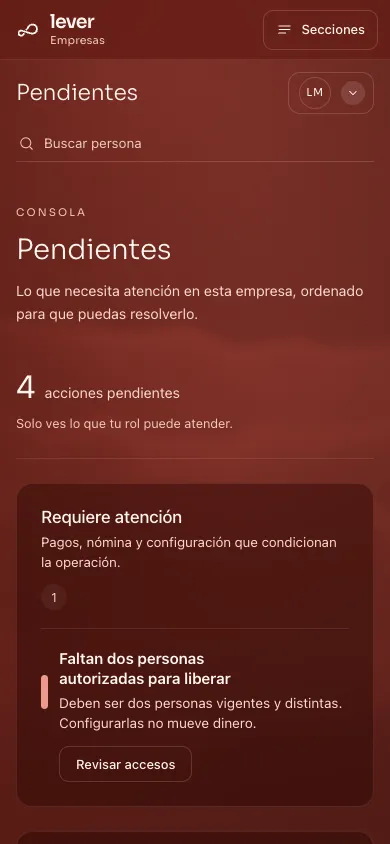 lever
Empresas
Secciones
Pendientes
LM
Buscar persona
CONSOLA
Pendientes
Lo que necesita atención en esta empresa, ordenado
para que puedas resolverlo.
4 acciones pendientes
Solo ves lo que tu rol puede atender.
Requiere atención
Pagos, nómina y configuración que condicionan
la operación.
1
Faltan dos personas
autorizadas para liberar
Deben ser dos personas vigentes y distintas.
Configurarlas no mueve dinero.
Revisar accesos